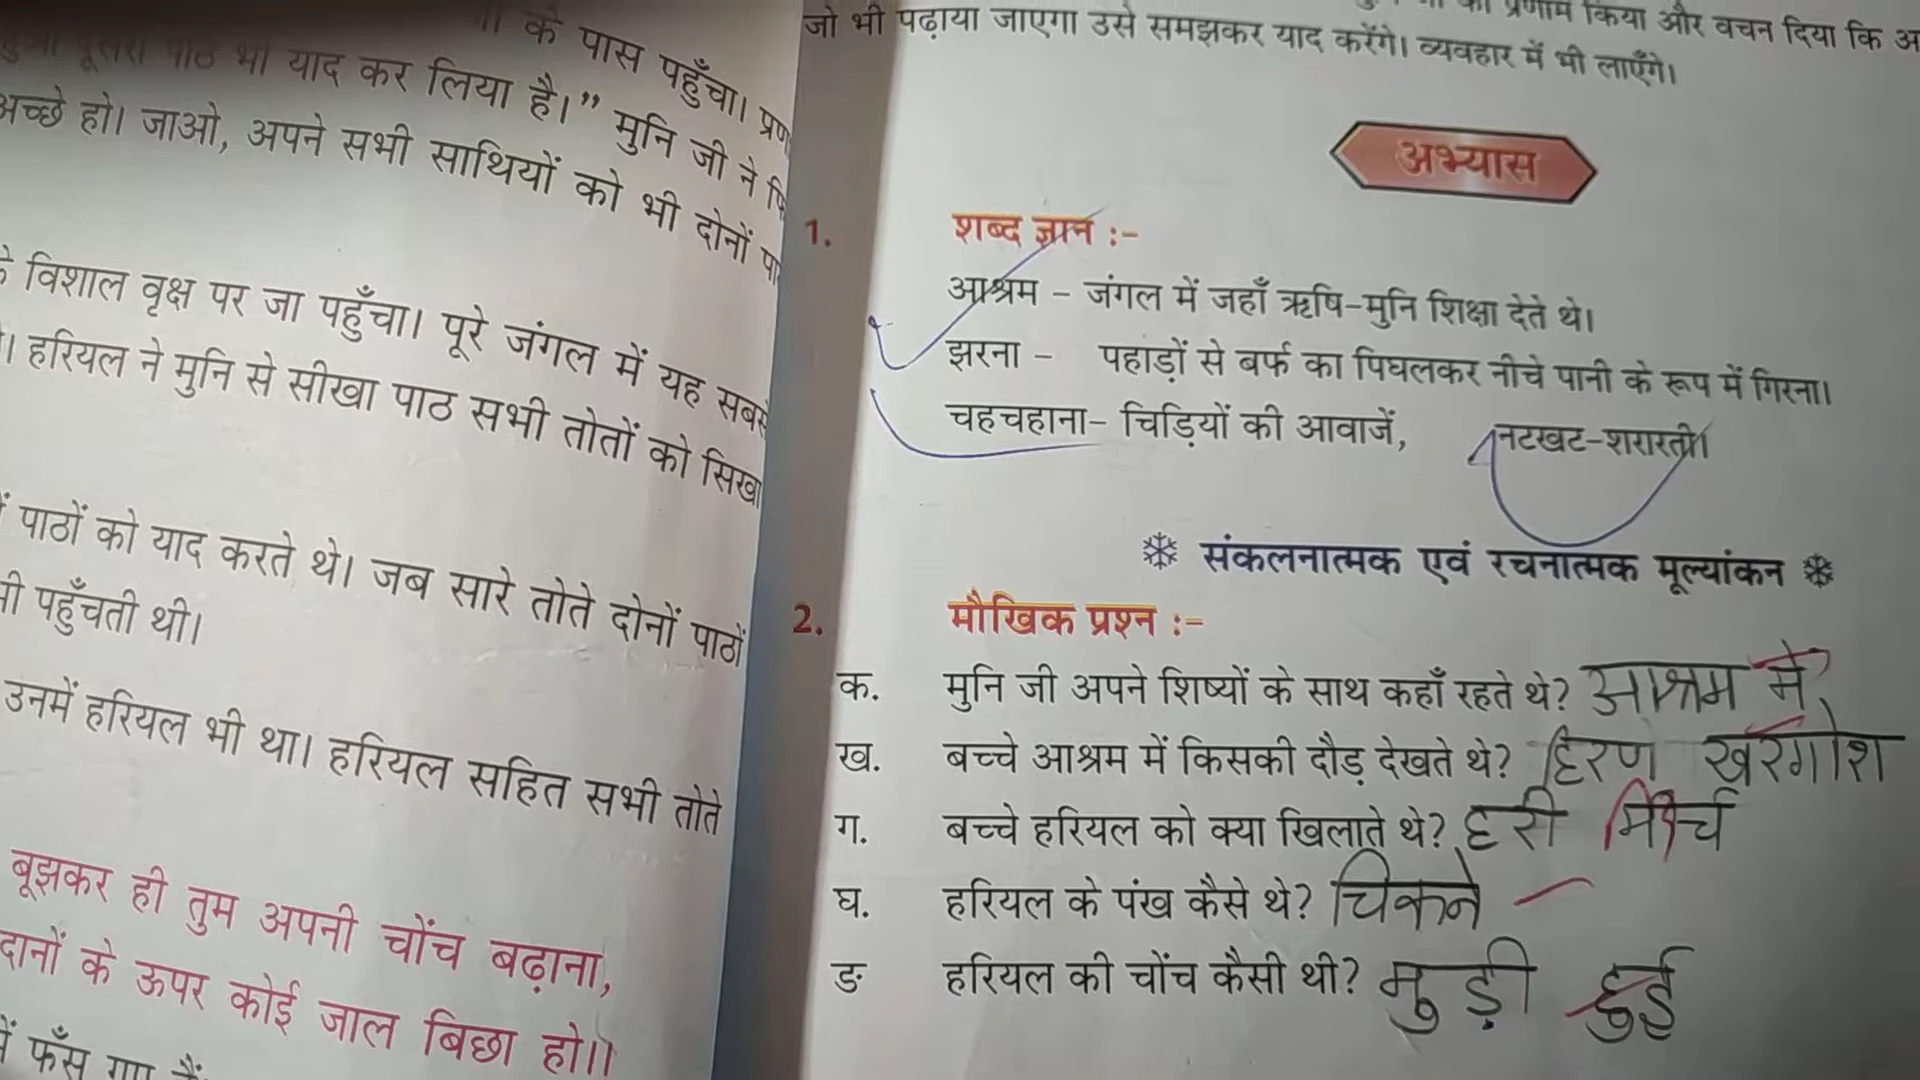 के पास पहुँचा।
याद कर लिया है।” मुनि जी ने
अच्छे हो। जाओ, अपने सभी साथियों को भी दोनों
विशाल वृक्ष पर जा पहुँचा। पूरे जंगल में यह
हरियल ने मुनि से सीखा पाठ सभी तोतों को सिखा
पाठों को याद करते थे। जब सारे तोते दोनों पाठों
पहुँचती थी।
उनमें हरियल भी था। हरियल सहित सभी तोते
बूझकर ही तुम अपनी चोंच बढ़ाना,
दानों के ऊपर कोई जाल बिछा हो।।
फँस गए हैं
प्रणाम किया और वचन दिया कि
जो भी पढ़ाया जाएगा उसे समझकर याद करेंगे। व्यवहार में भी लाएँगे।
अभ्यास
1. शब्द ज्ञान :-
आश्रम - जंगल में जहाँ ऋषि-मुनि शिक्षा देते थे।
झरना - पहाड़ों से बर्फ का पिघलकर नीचे पानी के रूप में गिरना।
चहचहाना- चिड़ियों की आवाजें, नटखट-शरारती।
संकलनात्मक एवं रचनात्मक मूल्यांकन
2. मौखिक प्रश्न :-
क. मुनि जी अपने शिष्यों के साथ कहाँ रहते थे? आश्रम में
ख. बच्चे आश्रम में किसकी दौड़ देखते थे? हिरण खरगोश
ग. बच्चे हरियल को क्या खिलाते थे? हरी मिर्च
घ. हरियल के पंख कैसे थे? चिकने
ङ हरियल की चोंच कैसी थी? मुड़ी हुई